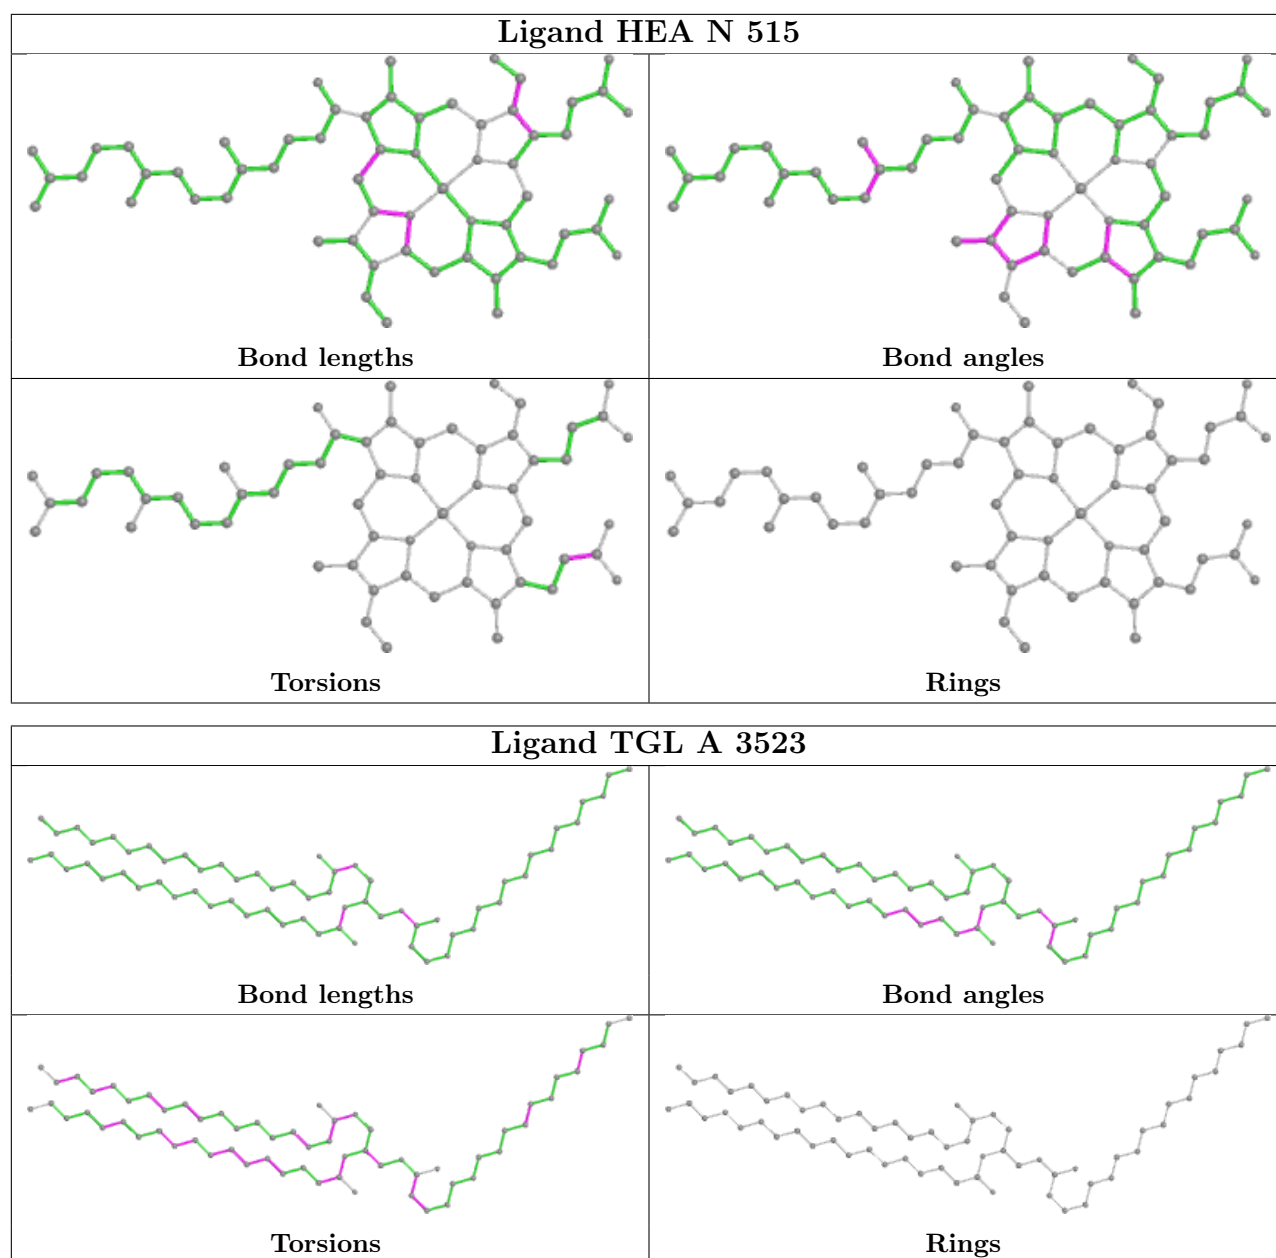 Ligand HEA N 515
Bond lengths
Bond angles
Torsions
Rings
Ligand TGL A 3523
Bond lengths
Bond angles
Torsions
Rings